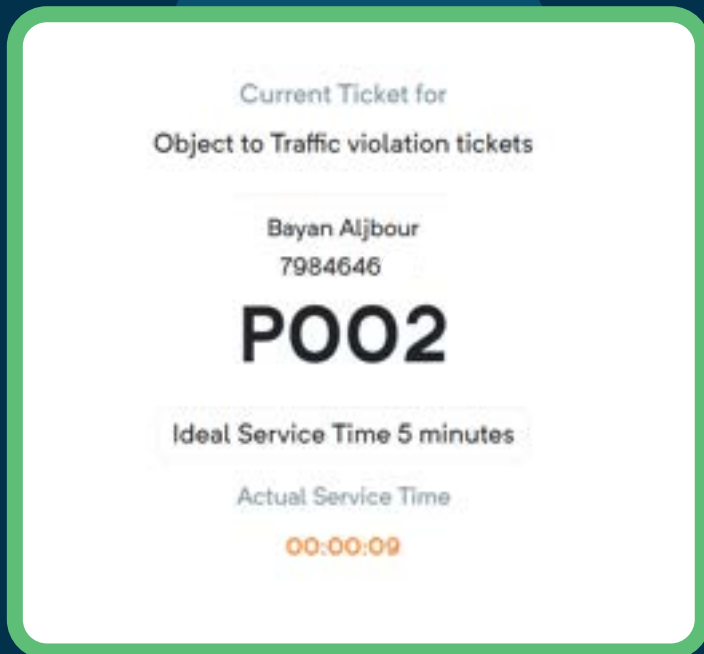 Current Ticket for
Object to Traffic violation tickets
Bayan Aljbour
7984646
P002
Ideal Service Time 5 minutes
Actual Service Time
00:00:09